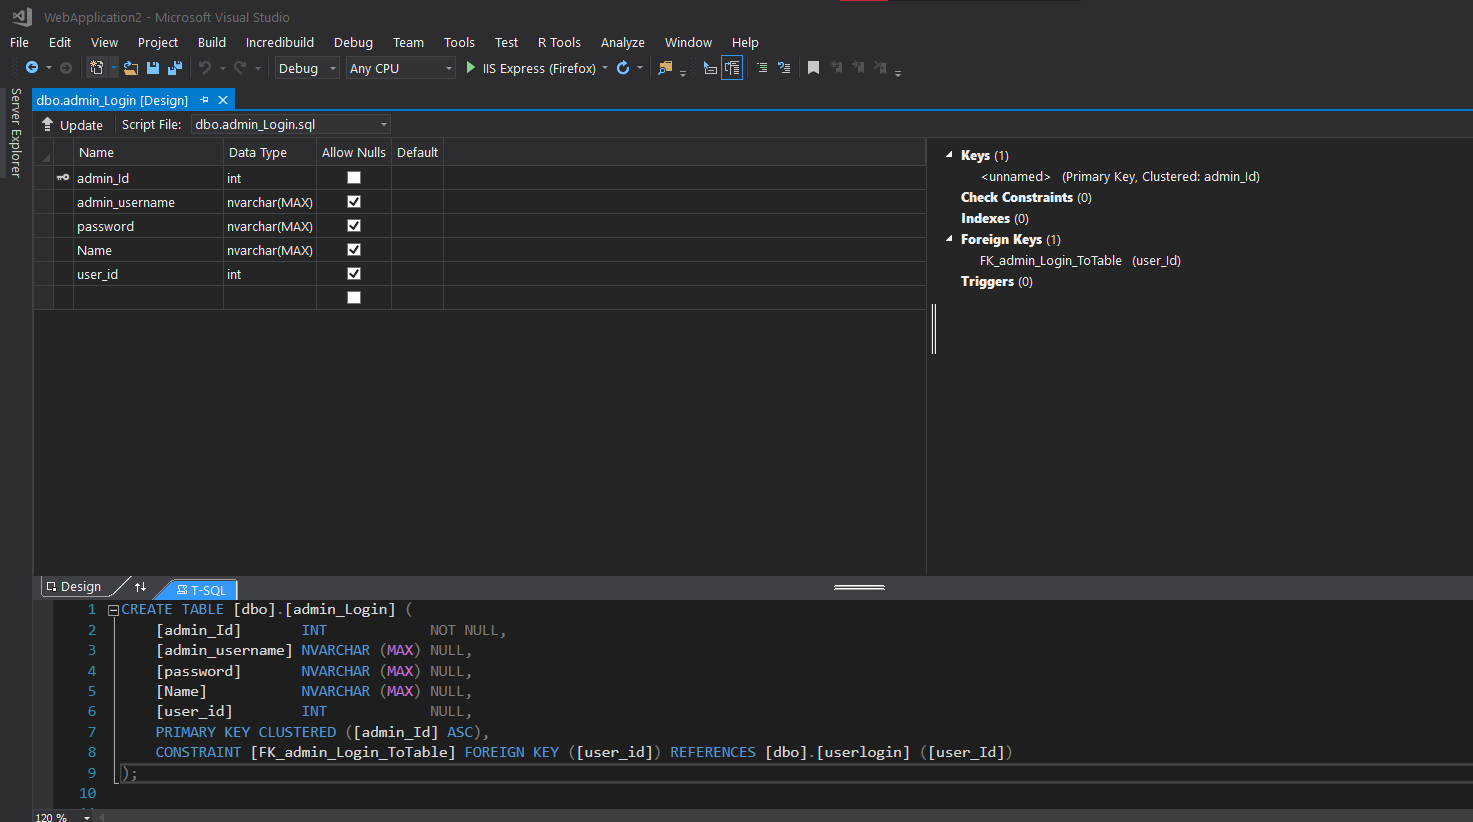 WebApplication2 - Microsoft Visual Studio
File Edit View Project Build Incredibuild Debug Team Tools Test R Tools Analyze Window Help
Debug Any CPU IIS Express (Firefox)
Server Explorer
dbo.admin_Login [Design]
Update Script File: dbo.admin_Login.sql
Name Data Type Allow Nulls Default
admin_Id int
admin_username nvarchar(MAX)
password nvarchar(MAX)
Name nvarchar(MAX)
user_id int
Keys (1)
<unnamed> (Primary Key, Clustered: admin_Id)
Check Constraints (0)
Indexes (0)
Foreign Keys (1)
FK_admin_Login_ToTable (user_Id)
Triggers (0)
Design T-SQL
1 CREATE TABLE [dbo].[admin_Login] (
2 [admin_Id] INT NOT NULL,
3 [admin_username] NVARCHAR (MAX) NULL,
4 [password] NVARCHAR (MAX) NULL,
5 [Name] NVARCHAR (MAX) NULL,
6 [user_id] INT NULL,
7 PRIMARY KEY CLUSTERED ([admin_Id] ASC),
8 CONSTRAINT [FK_admin_Login_ToTable] FOREIGN KEY ([user_id]) REFERENCES [dbo].[userlogin] ([user_Id])
9 );
10
120 %